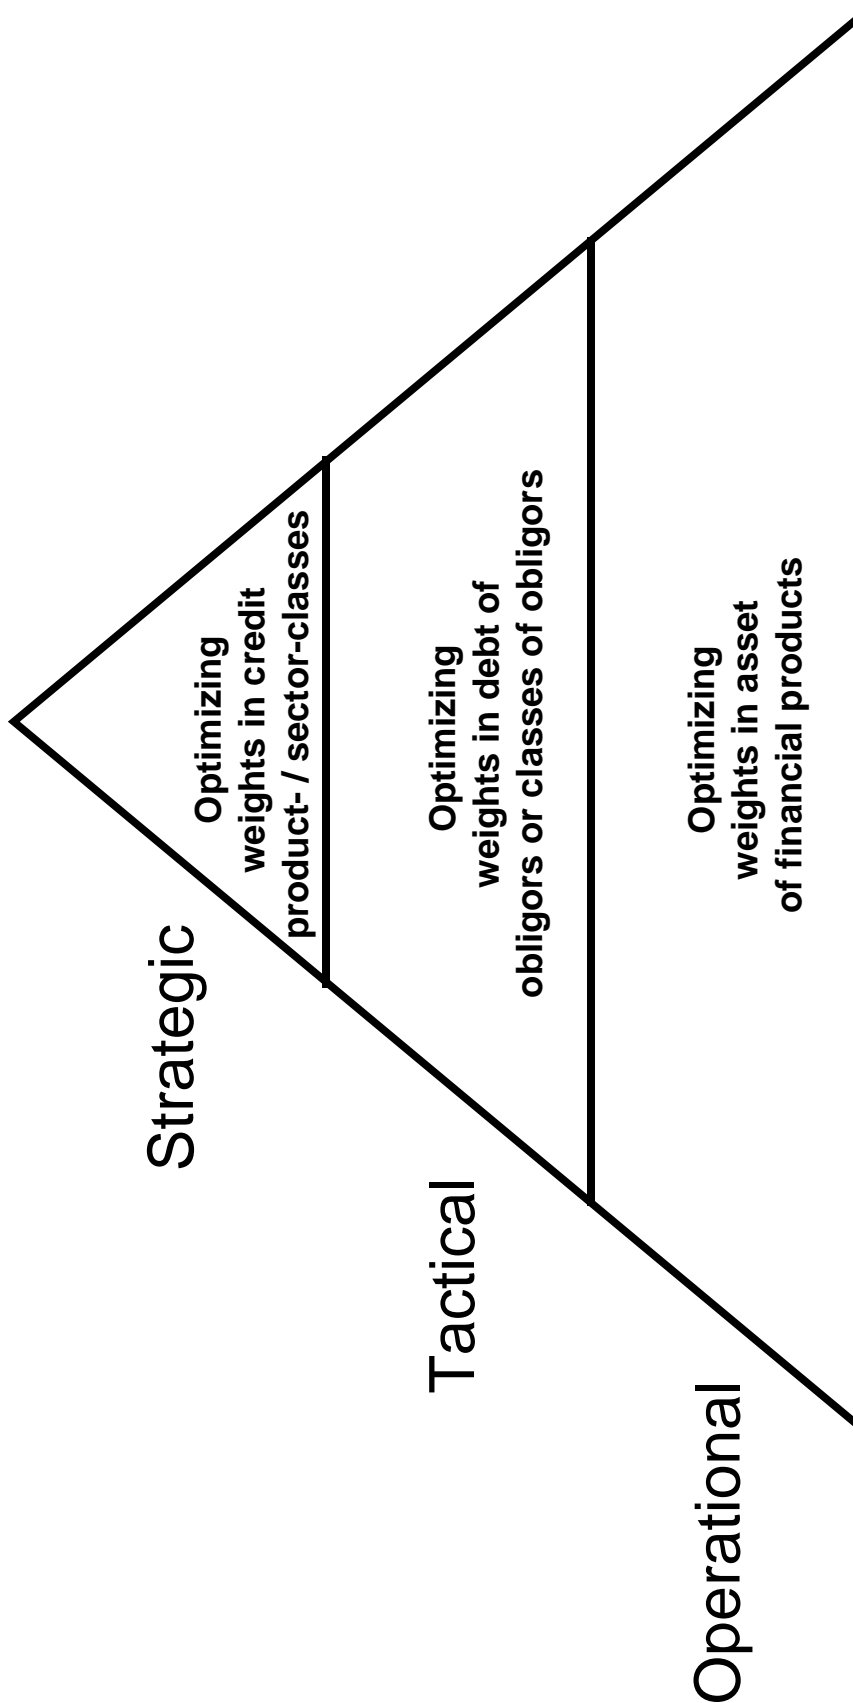 Strategic
Optimizing
weights in credit
product- / sector-classes
Tactical
Optimizing
weights in debt of
obligors or classes of obligors
Operational
Optimizing
weights in asset
of financial products